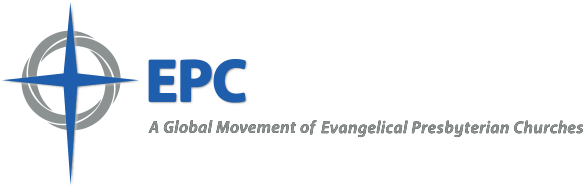 EPC
A Global Movement of Evangelical Presbyterian Churches